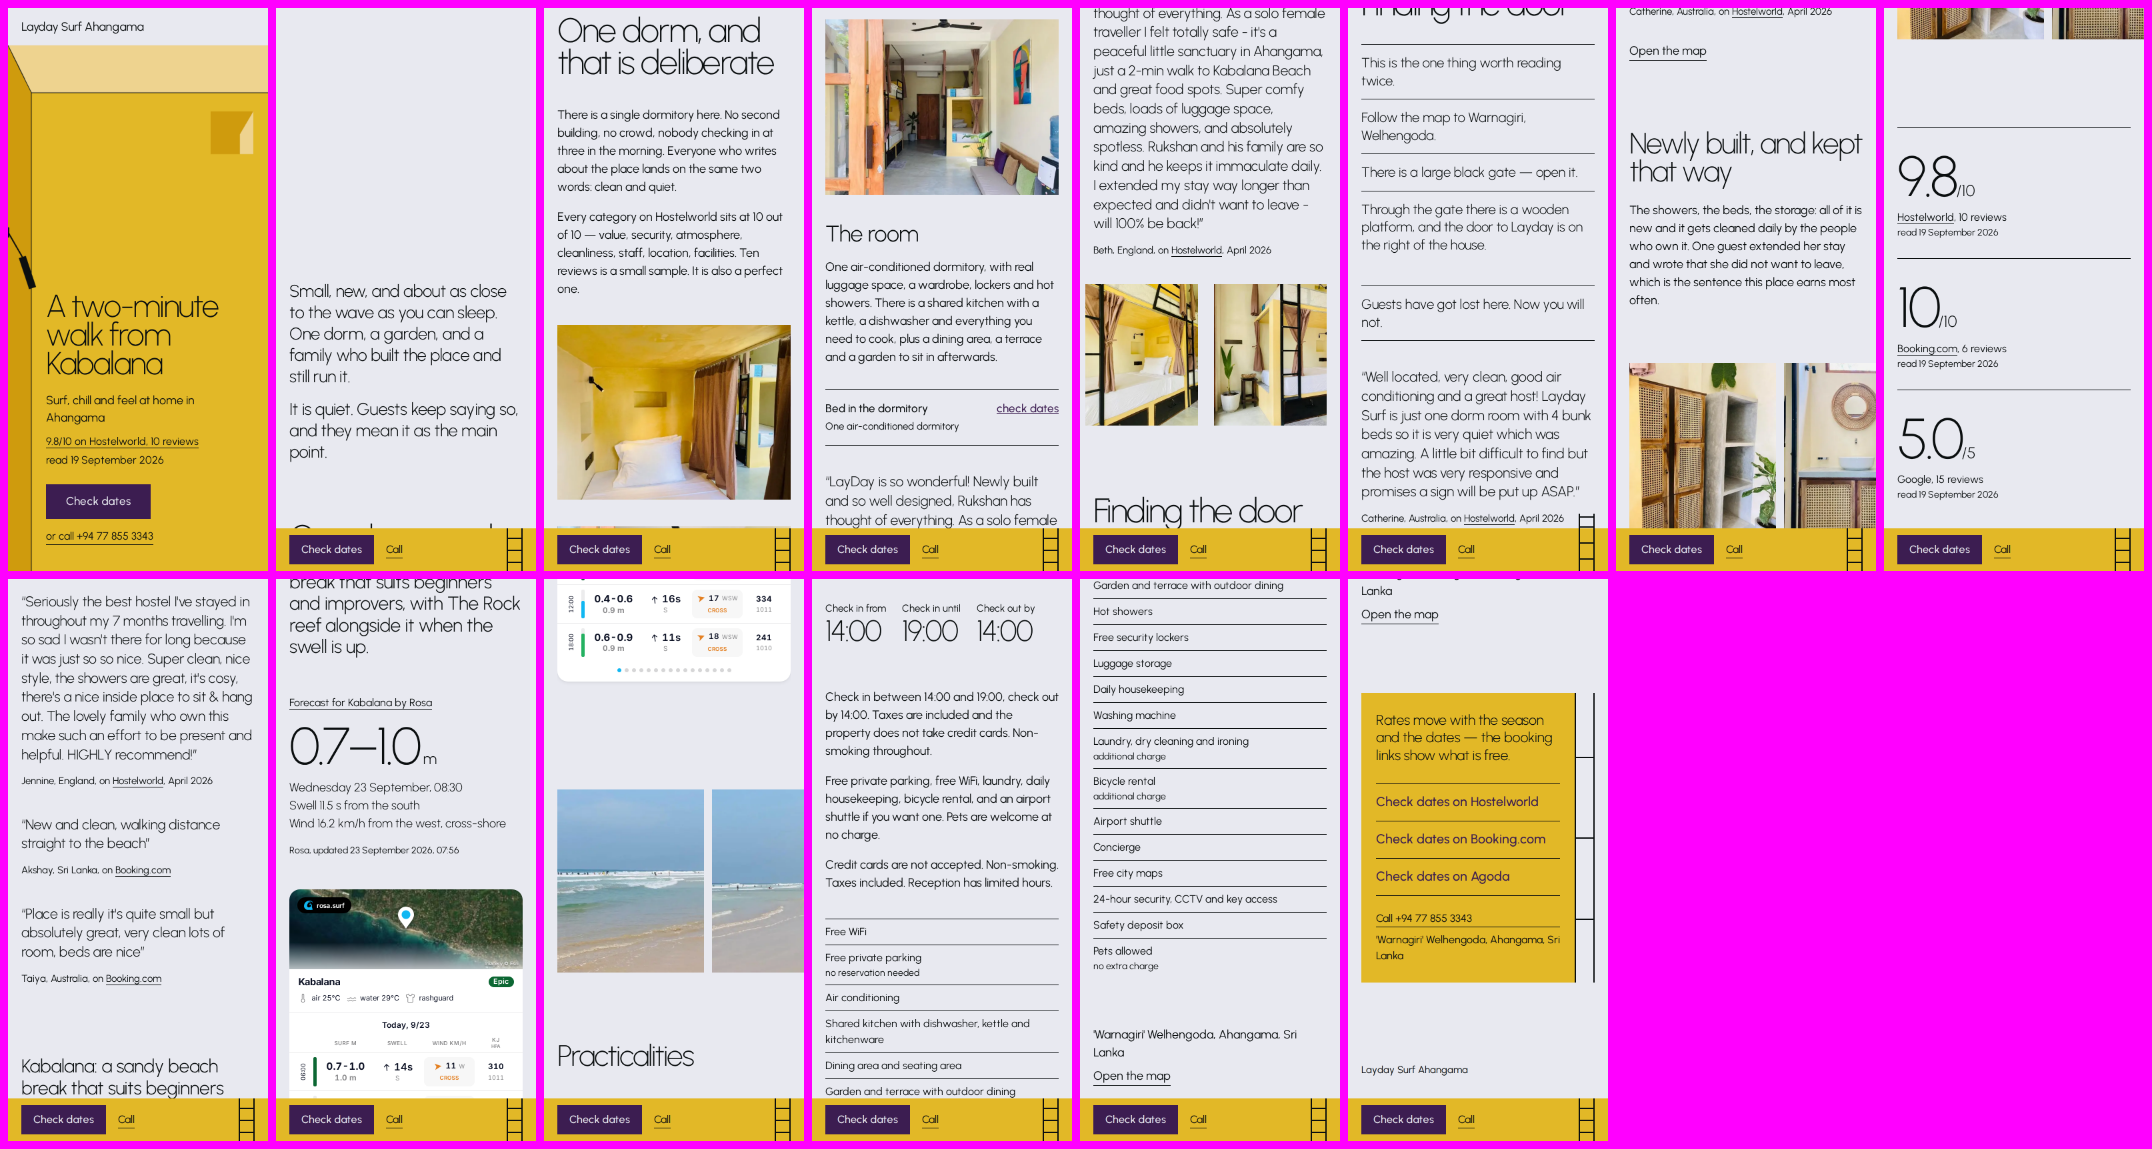 Layday Surf Ahangama
A two-minute
walk from
Kabalana
Surf, chill and feel at home in
Ahangama
9.8/10 on Hostelworld, 10 reviews
read 19 September 2026
Check dates
or call +94 77 855 3343
Small, new, and about as close
to the wave as you can sleep.
One dorm, a garden, and a
family who built the place and
still run it.
It is quiet. Guests keep saying so,
and they mean it as the main
point.
Check dates
Call
One dorm, and
that is deliberate
There is a single dormitory here. No second
building, no crowd, nobody checking in at
three in the morning. Everyone who writes
about the place lands on the same two
words: clean and quiet.
Every category on Hostelworld sits at 10 out
of 10 — value, security, atmosphere,
cleanliness, staff, location, facilities. Ten
reviews is a small sample. It is also a perfect
one.
Check dates
Call
The room
One air-conditioned dormitory, with real
luggage space, a wardrobe, lockers and hot
showers. There is a shared kitchen with a
kettle, a dishwasher and everything you
need to cook, plus a dining area, a terrace
and a garden to sit in afterwards.
Bed in the dormitory
check dates
One air-conditioned dormitory
“LayDay is so wonderful! Newly built
and so well designed, Rukshan has
thought of everything. As a solo female
Check dates
Call
thought of everything. As a solo female
traveller I felt totally safe - it's a
peaceful little sanctuary in Ahangama,
just a 2-min walk to Kabalana Beach
and great food spots. Super comfy
beds, loads of luggage space,
amazing showers, and absolutely
spotless. Rukshan and his family are so
kind and he keeps it immaculate daily.
I extended my stay way longer than
expected and didn't want to leave -
will 100% be back!”
Beth, England, on Hostelworld, April 2026
Finding the door
Check dates
Call
Finding the door
This is the one thing worth reading
twice.
Follow the map to Warnagiri,
Welhengoda.
There is a large black gate — open it.
Through the gate there is a wooden
platform, and the door to Layday is on
the right of the house.
Guests have got lost here. Now you will
not.
“Well located, very clean, good air
conditioning and a great host! Layday
Surf is just one dorm room with 4 bunk
beds so it is very quiet which was
amazing. A little bit difficult to find but
the host was very responsive and
promises a sign will be put up ASAP.”
Catherine, Australia, on Hostelworld, April 2026
Check dates
Call
Catherine, Australia, on Hostelworld, April 2026
Open the map
Newly built, and kept
that way
The showers, the beds, the storage: all of it is
new and it gets cleaned daily by the people
who own it. One guest extended her stay
and wrote that she did not want to leave,
which is the sentence this place earns most
often.
Check dates
Call
9.8/10
Hostelworld, 10 reviews
read 19 September 2026
10/10
Booking.com, 6 reviews
read 19 September 2026
5.0/5
Google, 15 reviews
read 19 September 2026
Check dates
Call
“Seriously the best hostel I've stayed in
throughout my 7 months travelling. I'm
so sad I wasn't there for long because
it was just so so nice. Super clean, nice
style, the showers are great, it's cosy,
there's a nice inside place to sit & hang
out. The lovely family who own this
make such an effort to be present and
helpful. HIGHLY recommend!”
Jennine, England, on Hostelworld, April 2026
“New and clean, walking distance
straight to the beach”
Akshay, Sri Lanka, on Booking.com
“Place is really it's quite small but
absolutely great, very clean lots of
room, beds are nice”
Taiya, Australia, on Booking.com
Kabalana: a sandy beach
break that suits beginners
Check dates
Call
break that suits beginners
and improvers, with The Rock
reef alongside it when the
swell is up.
Forecast for Kabalana by Rosa
0.7–1.0 m
Wednesday 23 September, 08:30
Swell 11.5 s from the south
Wind 16.2 km/h from the west, cross-shore
Rosa, updated 23 September 2026, 07:56
rosa.surf
Kabalana
Epic
air 25°C water 29°C rashguard
Today, 9/23
SURF M SWELL WIND KM/H KJ HPA
06:00 0.7-1.0 ↑ 14s 11 W 310
1.0 m S CROSS 1011
Check dates
Call
12:00 0.4-0.6 ↑ 16s 17 WSW 334
0.9 m S CROSS 1011
18:00 0.6-0.9 ↑ 11s 18 WSW 241
0.9 m S CROSS 1010
Practicalities
Check dates
Call
Check in from Check in until Check out by
14:00 19:00 14:00
Check in between 14:00 and 19:00, check out
by 14:00. Taxes are included and the
property does not take credit cards. Non-
smoking throughout.
Free private parking, free WiFi, laundry, daily
housekeeping, bicycle rental, and an airport
shuttle if you want one. Pets are welcome at
no charge.
Credit cards are not accepted. Non-smoking.
Taxes included. Reception has limited hours.
Free WiFi
Free private parking
no reservation needed
Air conditioning
Shared kitchen with dishwasher, kettle and
kitchenware
Dining area and seating area
Garden and terrace with outdoor dining
Check dates
Call
Garden and terrace with outdoor dining
Hot showers
Free security lockers
Luggage storage
Daily housekeeping
Washing machine
Laundry, dry cleaning and ironing
additional charge
Bicycle rental
additional charge
Airport shuttle
Concierge
Free city maps
24-hour security, CCTV and key access
Safety deposit box
Pets allowed
no extra charge
'Warnagiri' Welhengoda, Ahangama, Sri
Lanka
Open the map
Check dates
Call
Lanka
Open the map
Rates move with the season
and the dates — the booking
links show what is free.
Check dates on Hostelworld
Check dates on Booking.com
Check dates on Agoda
Call +94 77 855 3343
'Warnagiri' Welhengoda, Ahangama, Sri
Lanka
Layday Surf Ahangama
Check dates
Call